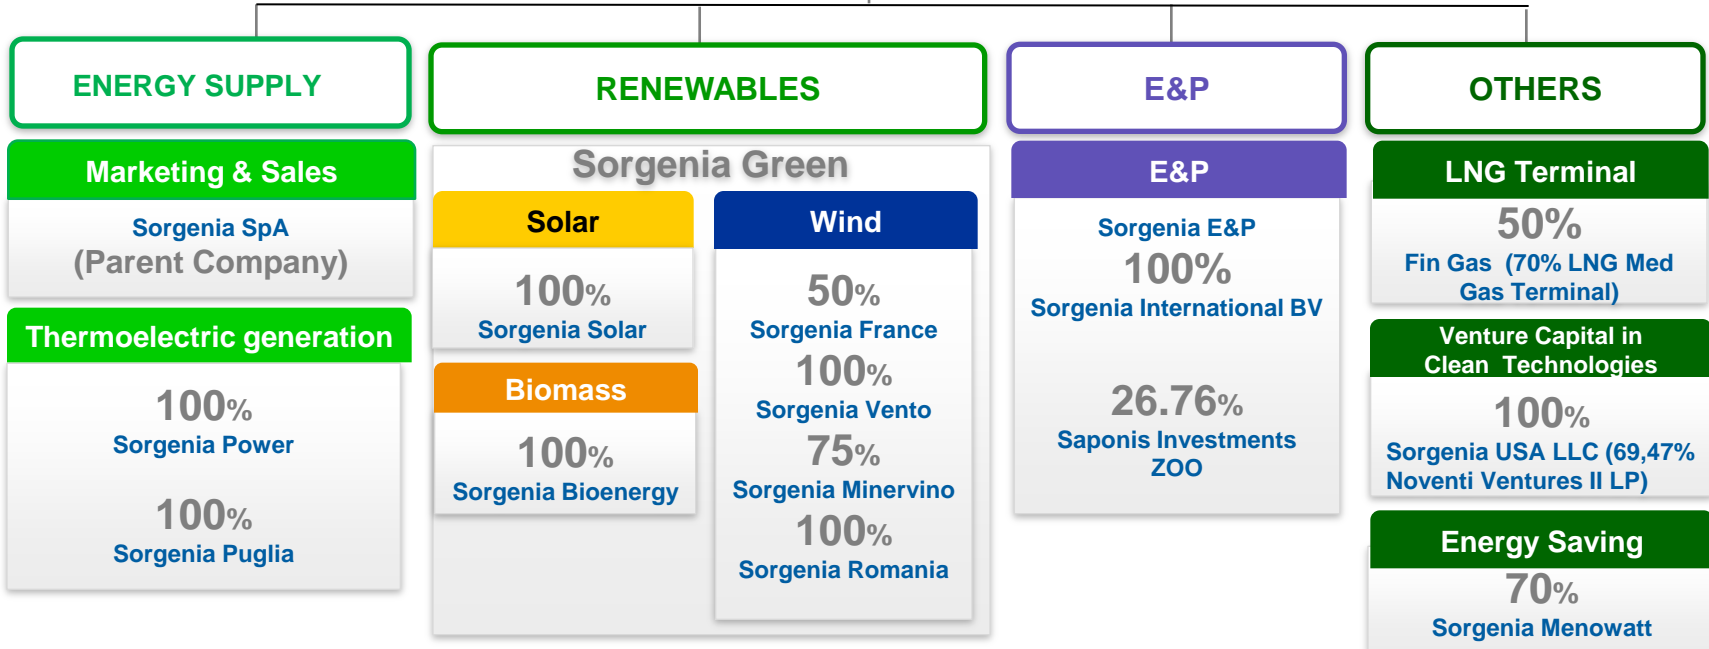 ENERGY SUPPLY
Marketing & Sales
Sorgenia SpA
(Parent Company)
Thermoelectric generation
100%
Sorgenia Power
100%
Sorgenia Puglia
RENEWABLES
Sorgenia Green
Solar
100%
Sorgenia Solar
Biomass
100%
Sorgenia Bioenergy
Wind
50%
Sorgenia France
100%
Sorgenia Vento
75%
Sorgenia Minervino
100%
Sorgenia Romania
E&P
E&P
Sorgenia E&P
100%
Sorgenia International BV
26.76%
Saponis Investments
ZOO
OTHERS
LNG Terminal
50%
Fin Gas (70% LNG Med
Gas Terminal)
Venture Capital in
Clean Technologies
100%
Sorgenia USA LLC (69,47%
Noventi Ventures II LP)
Energy Saving
70%
Sorgenia Menowatt